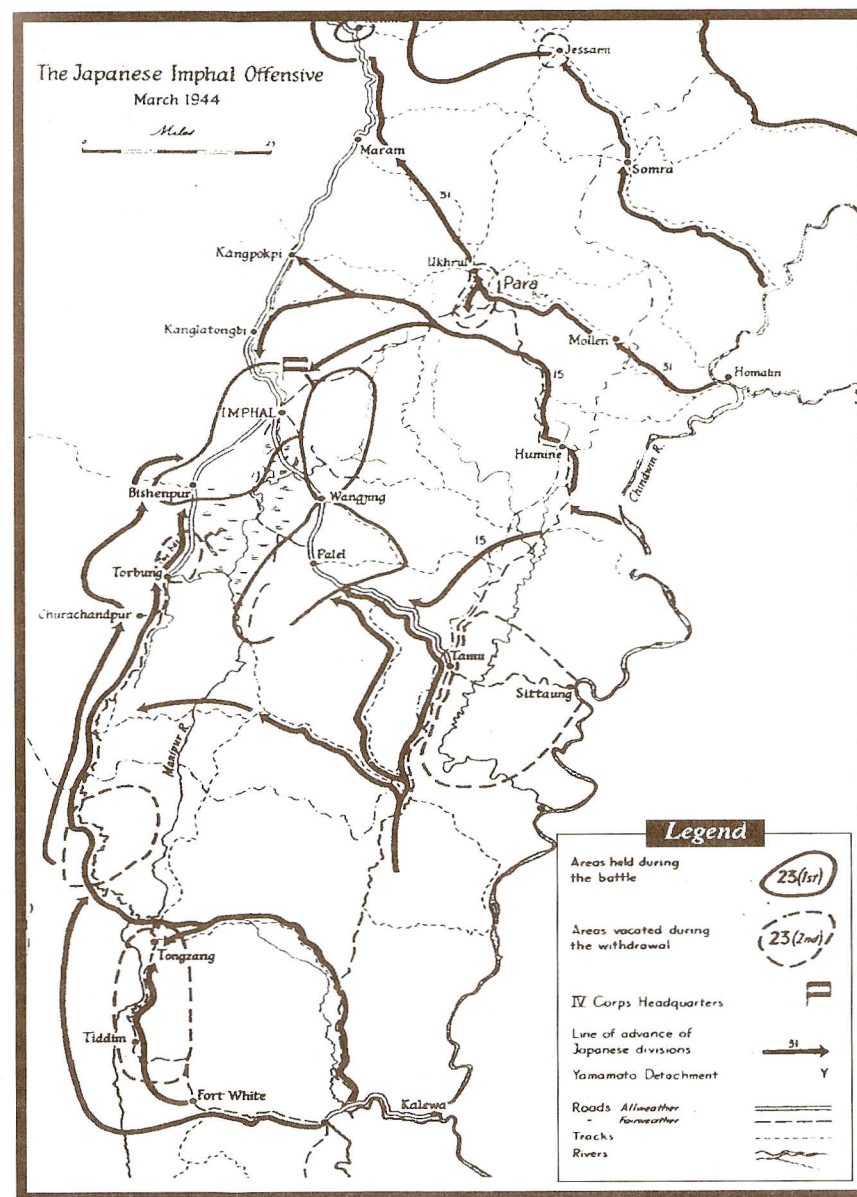 The Japanese Imphal Offensive
March 1944
Miles
25
Jessami
Maram
31
Somra
Kangpokpi
Ukhrul
Para
Kanglatongbi
Mollen
31
Homalin
15
IMPHAL
Humine
Chindwin R.
Bishenpur
Wangjing
15
Palel
Torbung
Churachandpur
Tamu
Sittaung
Manipur R.
Tongzang
Tiddim
Fort White
Kalewa
Legend
Areas held during
the battle
23(1st)
Areas vacated during
the withdrawal
23(2nd)
IV Corps Headquarters
Line of advance of
Japanese divisions
31
Yamamoto Detachment Y
Roads Allweather
" Fairweather
Tracks
Rivers